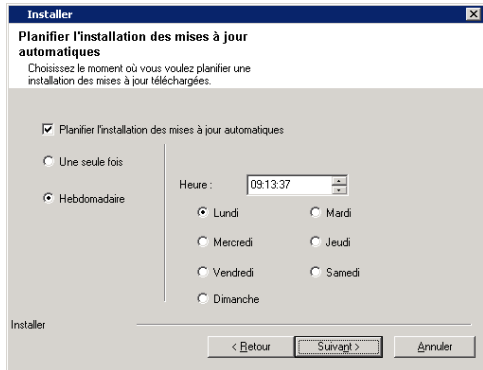 Installer
Planifier l'installation des mises à jour
automatiques
Choisissez le moment où vous voulez planifier une
installation des mises à jour téléchargées.
Planifier l'installation des mises à jour automatiques
Une seule fois
Hebdomadaire
Heure : 09:13:37
Lundi Mardi
Mercredi Jeudi
Vendredi Samedi
Dimanche
Installer
< Retour Suivant > Annuler